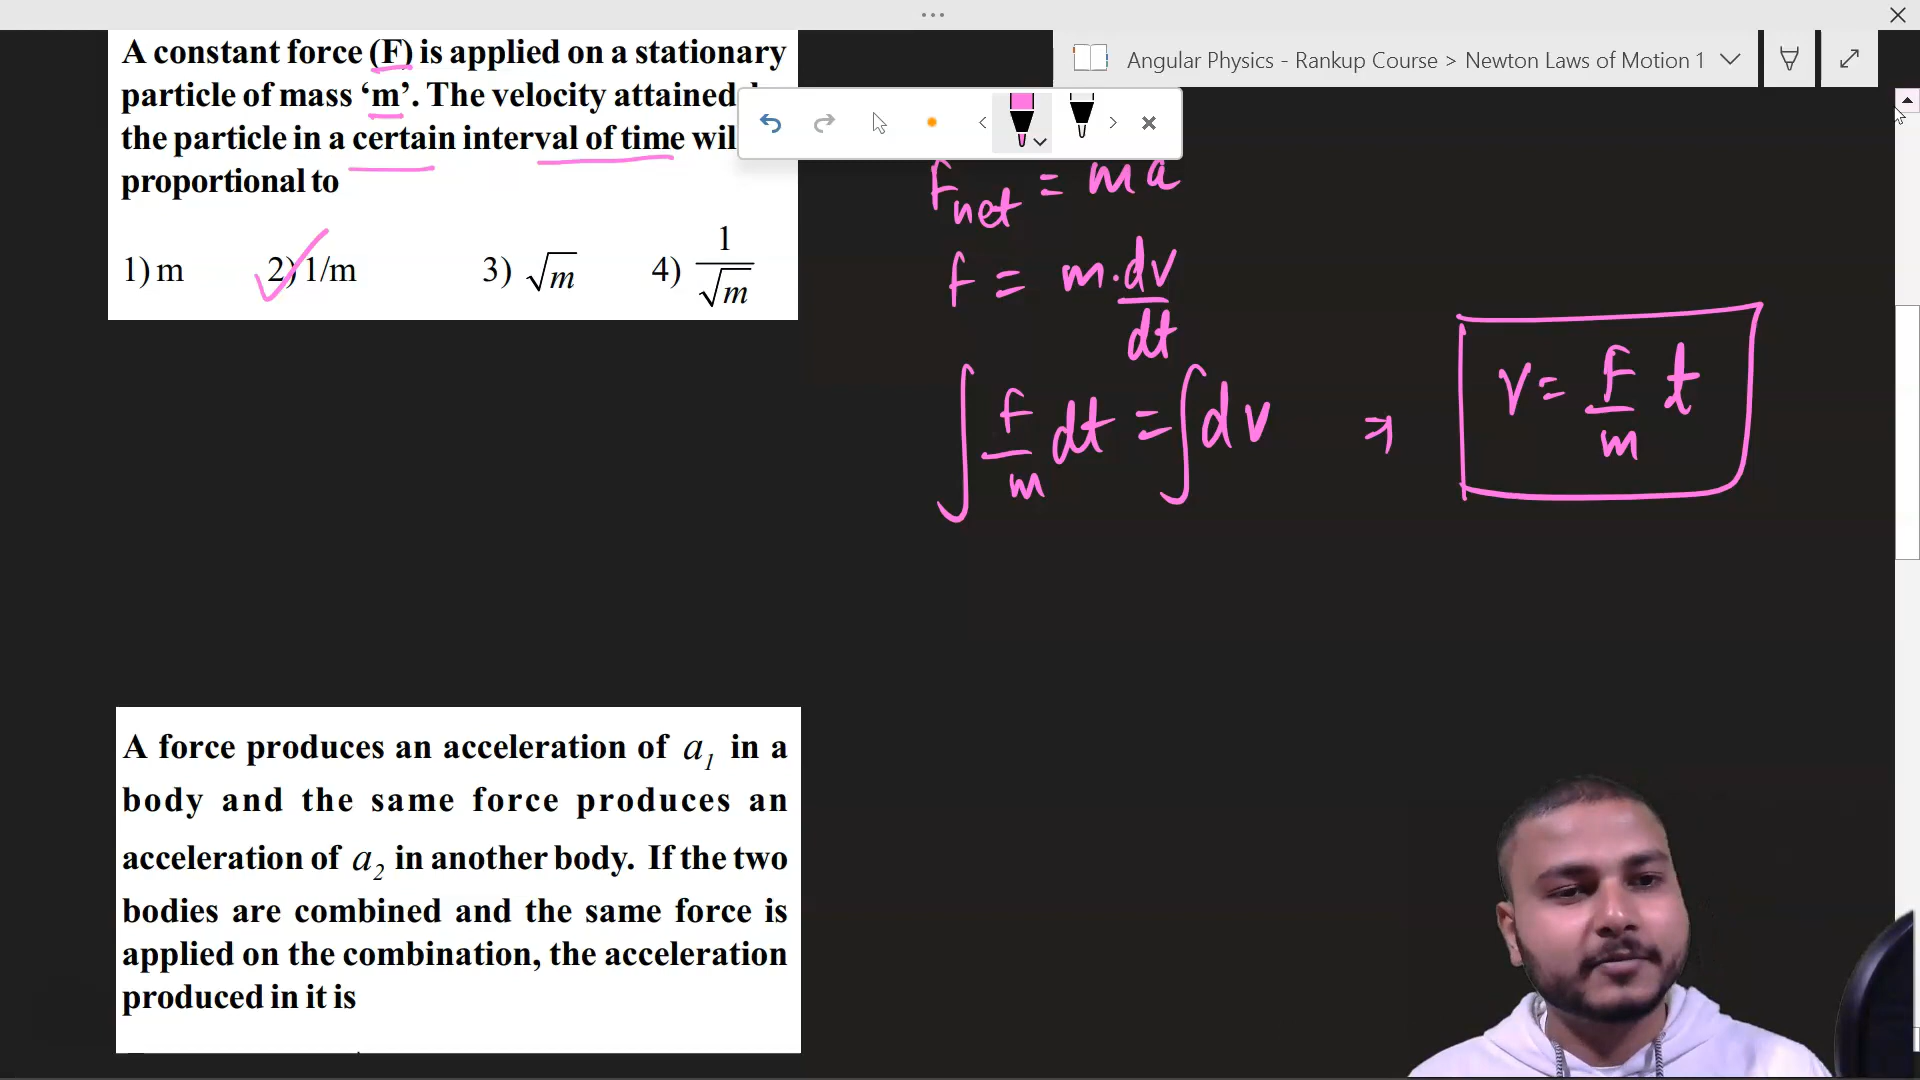 Angular Physics - Rankup Course > Newton Laws of Motion 1
A constant force (F) is applied on a stationary
particle of mass ‘m’. The velocity attained
the particle in a certain interval of time wil
proportional to
1) m 2) 1/m 3) √m 4) 1/√m
Fnet = ma
f = m.dv/dt
∫ f/m dt = ∫ dv ⇒ v = F/m t
A force produces an acceleration of a₁ in a
body and the same force produces an
acceleration of a₂ in another body. If the two
bodies are combined and the same force is
applied on the combination, the acceleration
produced in it is